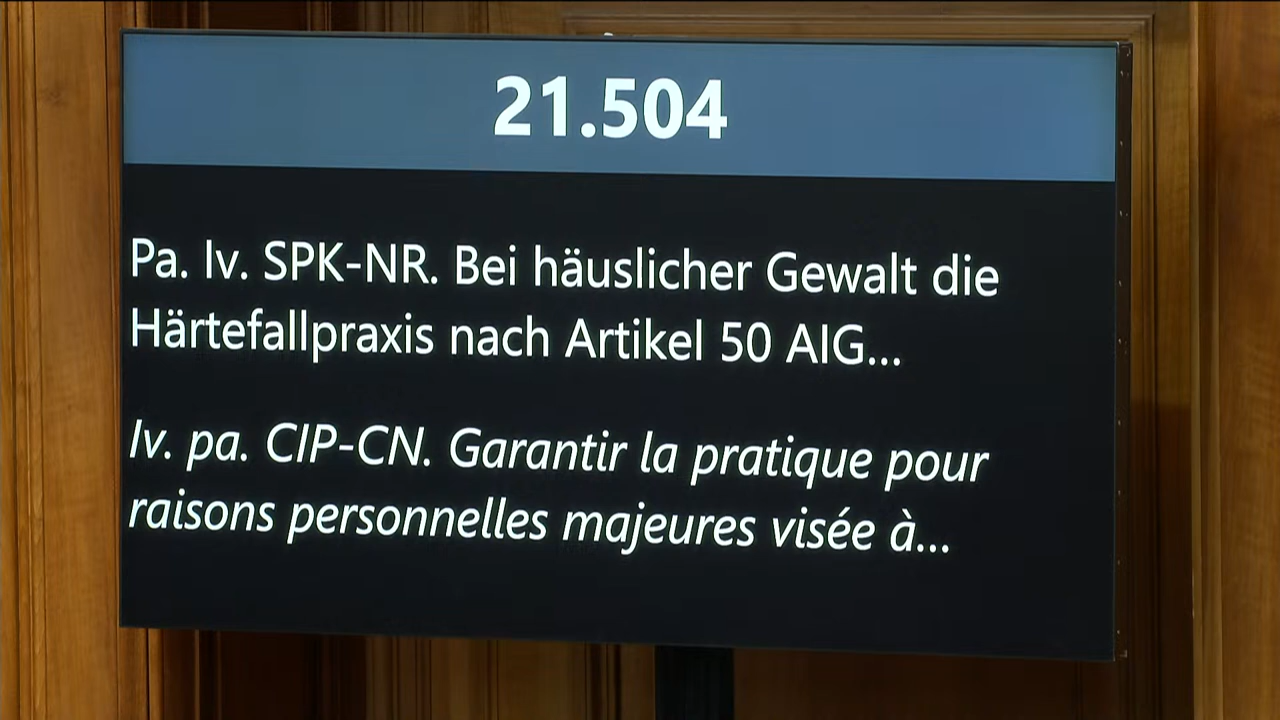 21.504
Pa. Iv. SPK-NR. Bei häuslicher Gewalt die
Härtefallpraxis nach Artikel 50 AIG...
Iv. pa. CIP-CN. Garantir la pratique pour
raisons personnelles majeures visée à...